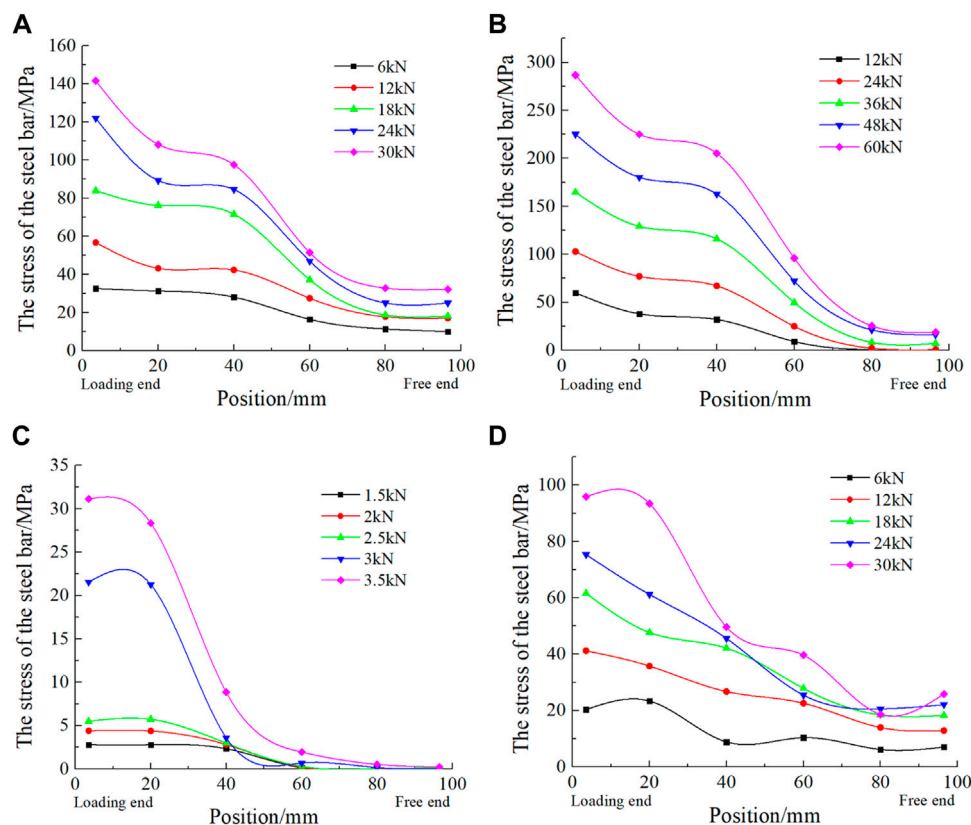 A
The stress of the steel bar/MPa
160
140
120
100
80
60
40
20
0
6kN
12kN
18kN
24kN
30kN
0 20 40 60 80 100
Loading end Free end
Position/mm
B
The stress of the steel bar/MPa
300
250
200
150
100
50
0
12kN
24kN
36kN
48kN
60kN
0 20 40 60 80 100
Loading end Free end
Position/mm
C
The stress of the steel bar/MPa
35
30
25
20
15
10
5
0
1.5kN
2kN
2.5kN
3kN
3.5kN
0 20 40 60 80 100
Loading end Free end
Position/mm
D
The stress of the steel bar/MPa
100
80
60
40
20
0
6kN
12kN
18kN
24kN
30kN
0 20 40 60 80 100
Loading end Free end
Position/mm